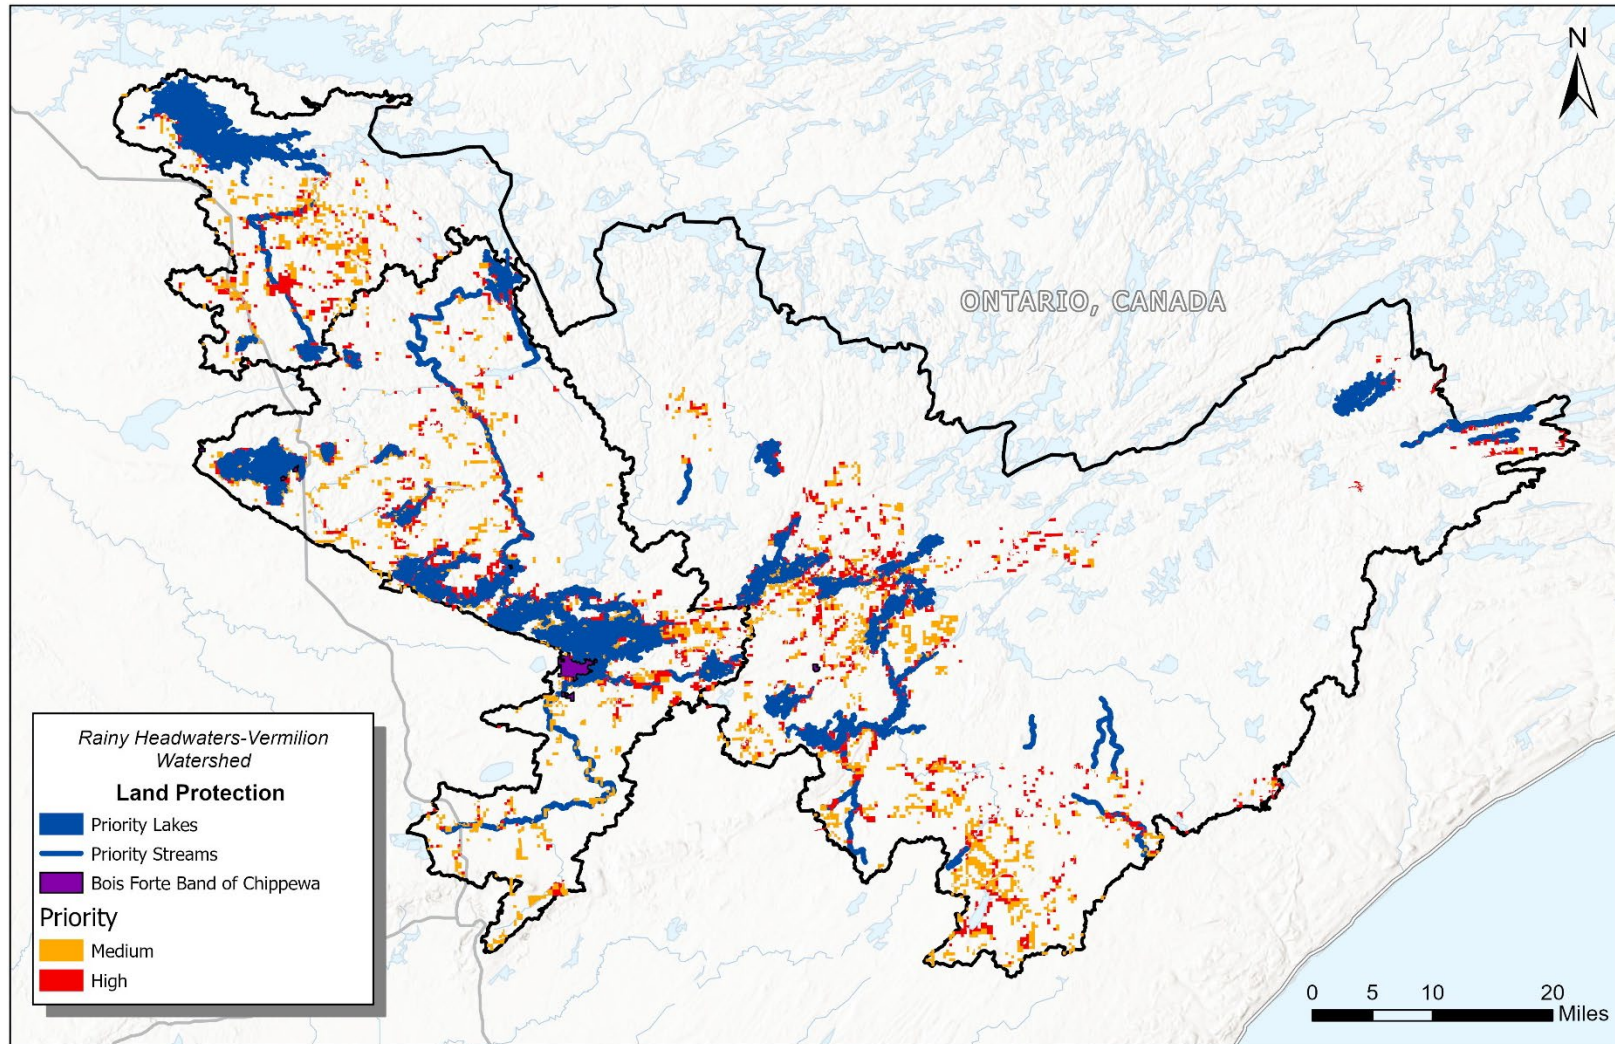 N
ONTARIO, CANADA
Rainy Headwaters-Vermilion
Watershed
Land Protection
Priority Lakes
Priority Streams
Bois Forte Band of Chippewa
Priority
Medium
High
0 5 10 20
Miles